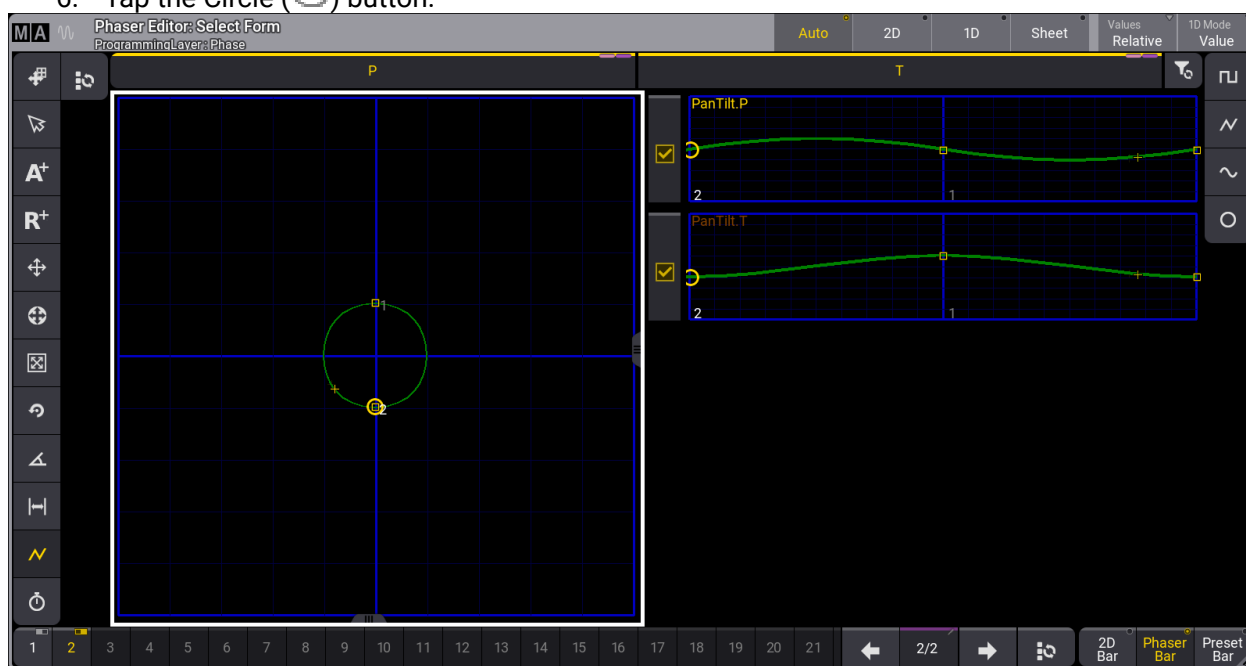 6. Tap the Circle ( ) button.
MA Phaser Editor: Select Form
ProgrammingLayer: Phase
Auto 2D 1D Sheet Values Relative 1D Mode Value
P T
A+
R+
PanTilt.P
2 1
PanTilt.T
2 1
1
2
1 2 3 4 5 6 7 8 9 10 11 12 13 14 15 16 17 18 19 20 21 2/2 2D Bar Phaser Bar Preset Bar